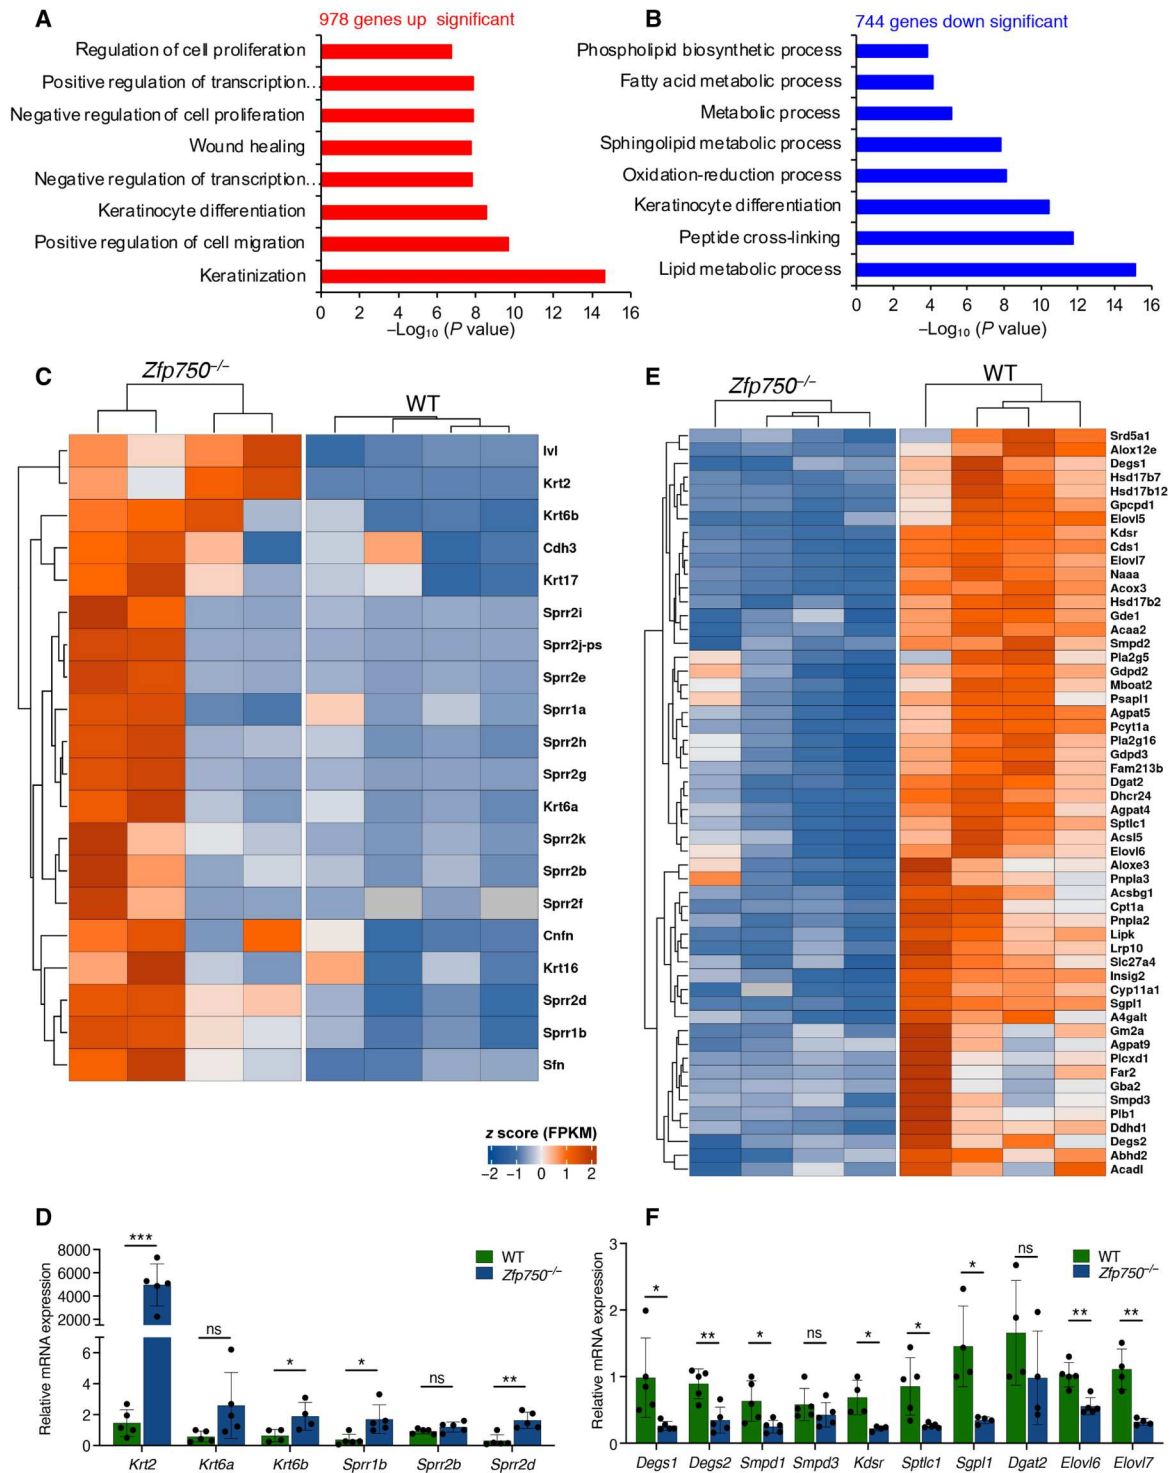 A
978 genes up significant
Regulation of cell proliferation
Positive regulation of transcription...
Negative regulation of cell proliferation
Wound healing
Negative regulation of transcription...
Keratinocyte differentiation
Positive regulation of cell migration
Keratinization
0 2 4 6 8 10 12 14 16
–Log10 (P value)
B
744 genes down significant
Phospholipid biosynthetic process
Fatty acid metabolic process
Metabolic process
Sphingolipid metabolic process
Oxidation-reduction process
Keratinocyte differentiation
Peptide cross-linking
Lipid metabolic process
0 2 4 6 8 10 12 14 16
–Log10 (P value)
C
Zfp750–/–
WT
Ivl
Krt2
Krt6b
Cdh3
Krt17
Sprr2i
Sprr2j-ps
Sprr2e
Sprr1a
Sprr2h
Sprr2g
Krt6a
Sprr2k
Sprr2b
Sprr2f
Cnfn
Krt16
Sprr2d
Sprr1b
Sfn
z score (FPKM)
–2 –1 0 1 2
E
Zfp750–/–
WT
Srd5a1
Alox12e
Degs1
Hsd17b7
Hsd17b12
Gpcpd1
Elovl5
Kdsr
Cds1
Elovl7
Naaa
Acox3
Hsd17b2
Gde1
Acaa2
Smpd2
Pla2g5
Gdpd2
Mboat2
Psapl1
Agpat5
Pcyt1a
Pla2g16
Gdpd3
Fam213b
Dgat2
Dhcr24
Agpat4
Sptlc1
Acsl5
Elovl6
Aloxe3
Pnpla3
Acsbg1
Cpt1a
Pnpla2
Lipk
Lrp10
Slc27a4
Insig2
Cyp11a1
Sgpl1
A4galt
Gm2a
Agpat9
Plcxd1
Far2
Gba2
Smpd3
Plb1
Ddhd1
Degs2
Abhd2
Acadl
D
Relative mRNA expression
8000
6000
4000
2000
6
4
2
0
*** ns * * ns **
WT
Zfp750–/–
Krt2 Krt6a Krt6b Sprr1b Sprr2b Sprr2d
F
Relative mRNA expression
3
2
1
0
* ** * ns * * * ns ** **
WT
Zfp750–/–
Degs1 Degs2 Smpd1 Smpd3 Kdsr Sptlc1 Sgpl1 Dgat2 Elovl6 Elovl7